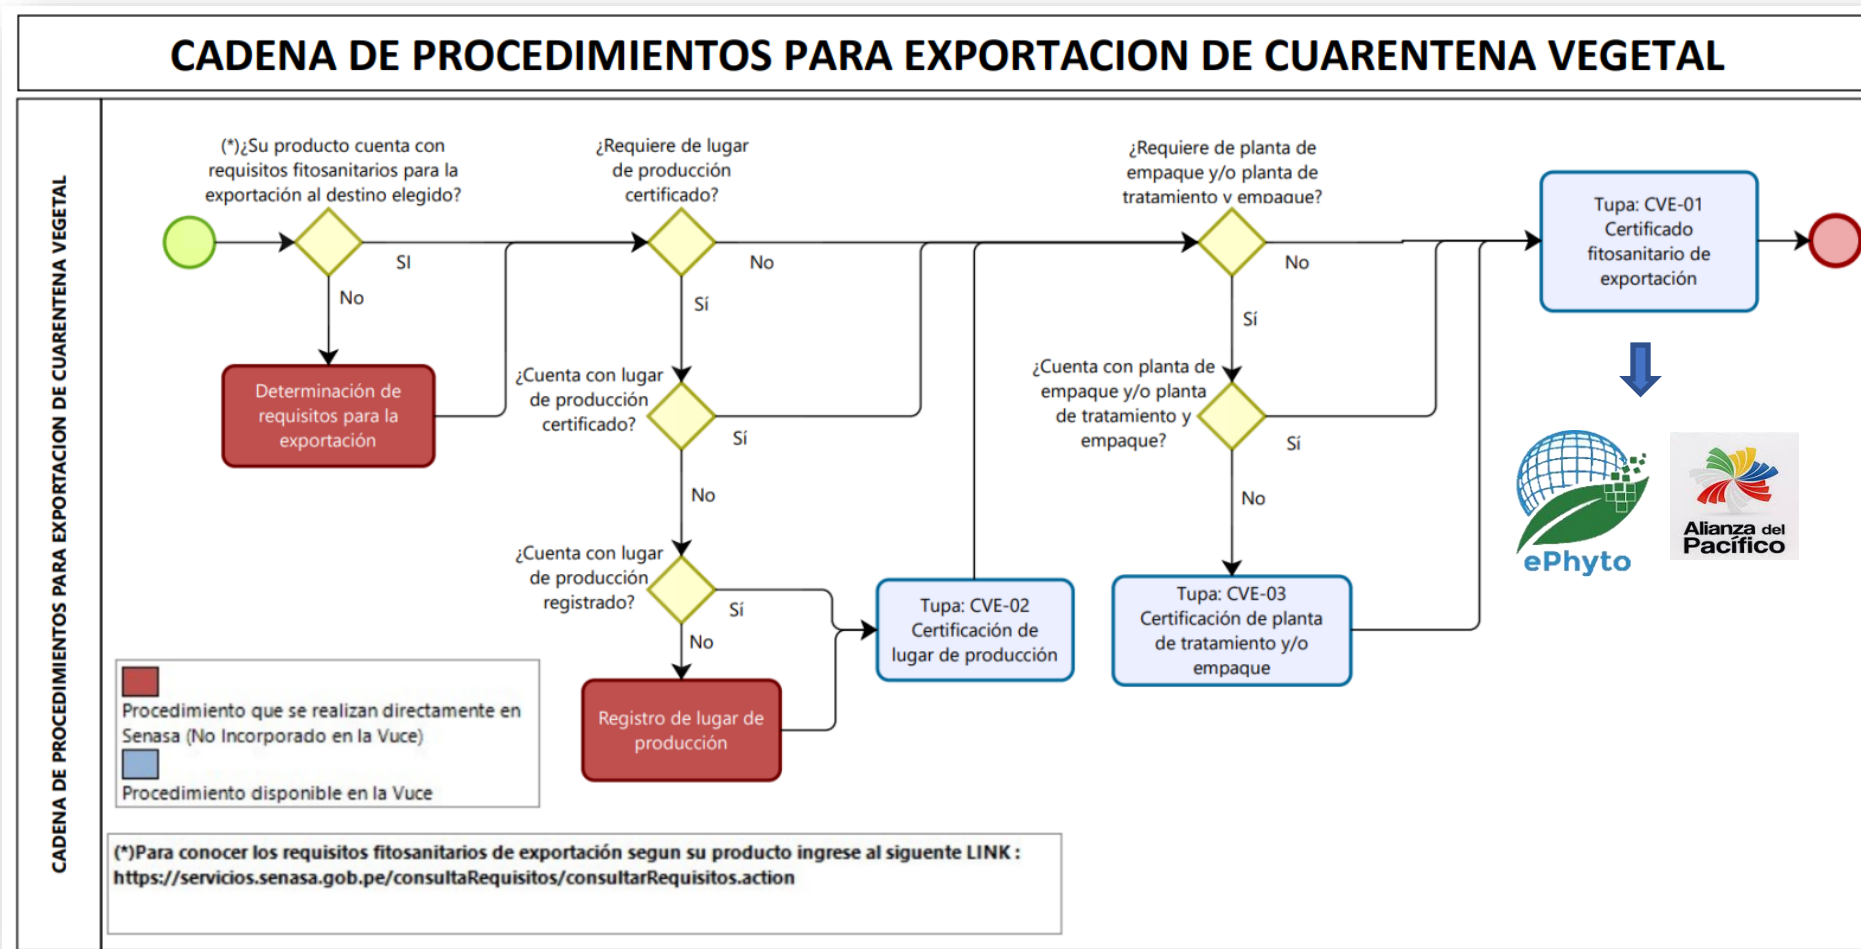 CADENA DE PROCEDIMIENTOS PARA EXPORTACION DE CUARENTENA VEGETAL
CADENA DE PROCEDIMIENTOS PARA EXPORTACION DE CUARENTENA VEGETAL
(*)¿Su producto cuenta con
requisitos fitosanitarios para la
exportación al destino elegido?
SI
No
Determinación de
requisitos para la
exportación
¿Requiere de lugar
de producción
certificado?
No
Sí
¿Cuenta con lugar
de producción
certificado?
Sí
No
¿Cuenta con lugar
de producción
registrado?
Sí
No
Registro de lugar de
producción
Tupa: CVE-02
Certificación de
lugar de producción
¿Requiere de planta de
empaque y/o planta de
tratamiento y empaque?
No
Sí
¿Cuenta con planta de
empaque y/o planta
de tratamiento y
empaque?
Sí
No
Tupa: CVE-03
Certificación de planta
de tratamiento y/o
empaque
Tupa: CVE-01
Certificado
fitosanitario de
exportación
ePhyto
Alianza del
Pacífico
Procedimiento que se realizan directamente en
Senasa (No Incorporado en la Vuce)
Procedimiento disponible en la Vuce
(*)Para conocer los requisitos fitosanitarios de exportación segun su producto ingrese al siguiente LINK :
https://servicios.senasa.gob.pe/consultaRequisitos/consultarRequisitos.action